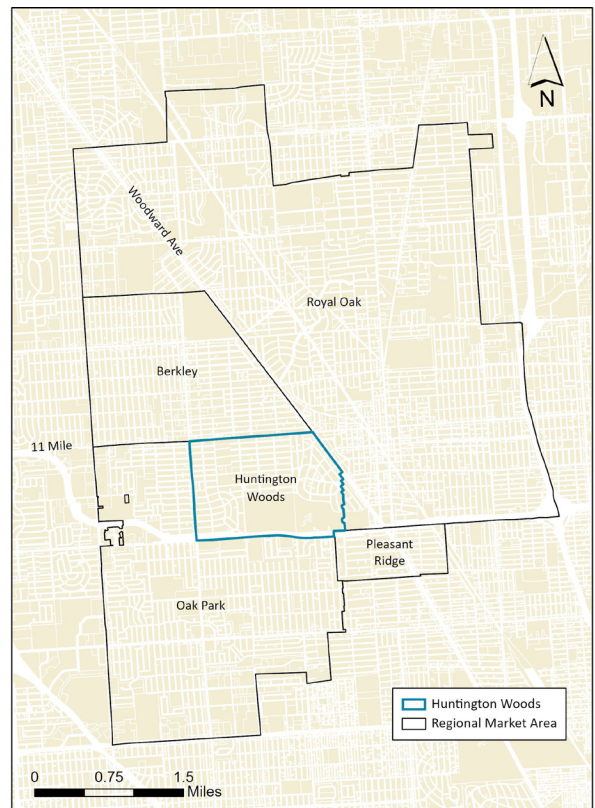 N
Woodward Ave
Royal Oak
Berkley
11 Mile
Huntington
Woods
Pleasant
Ridge
Oak Park
Huntington Woods
Regional Market Area
0 0.75 1.5
Miles